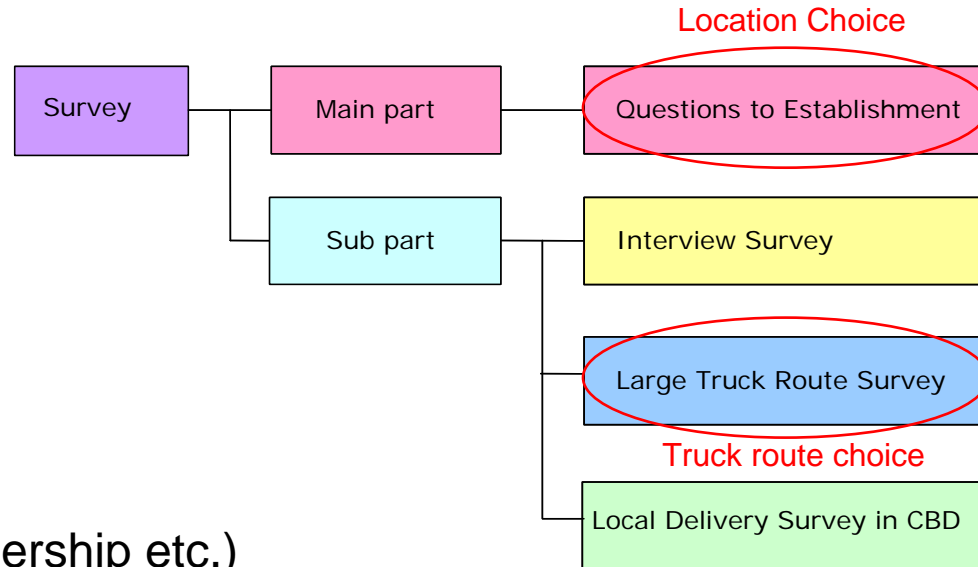 Location Choice
Survey
Main part
Questions to Establishment
Sub part
Interview Survey
Large Truck Route Survey
Truck route choice
Local Delivery Survey in CBD
etc.)